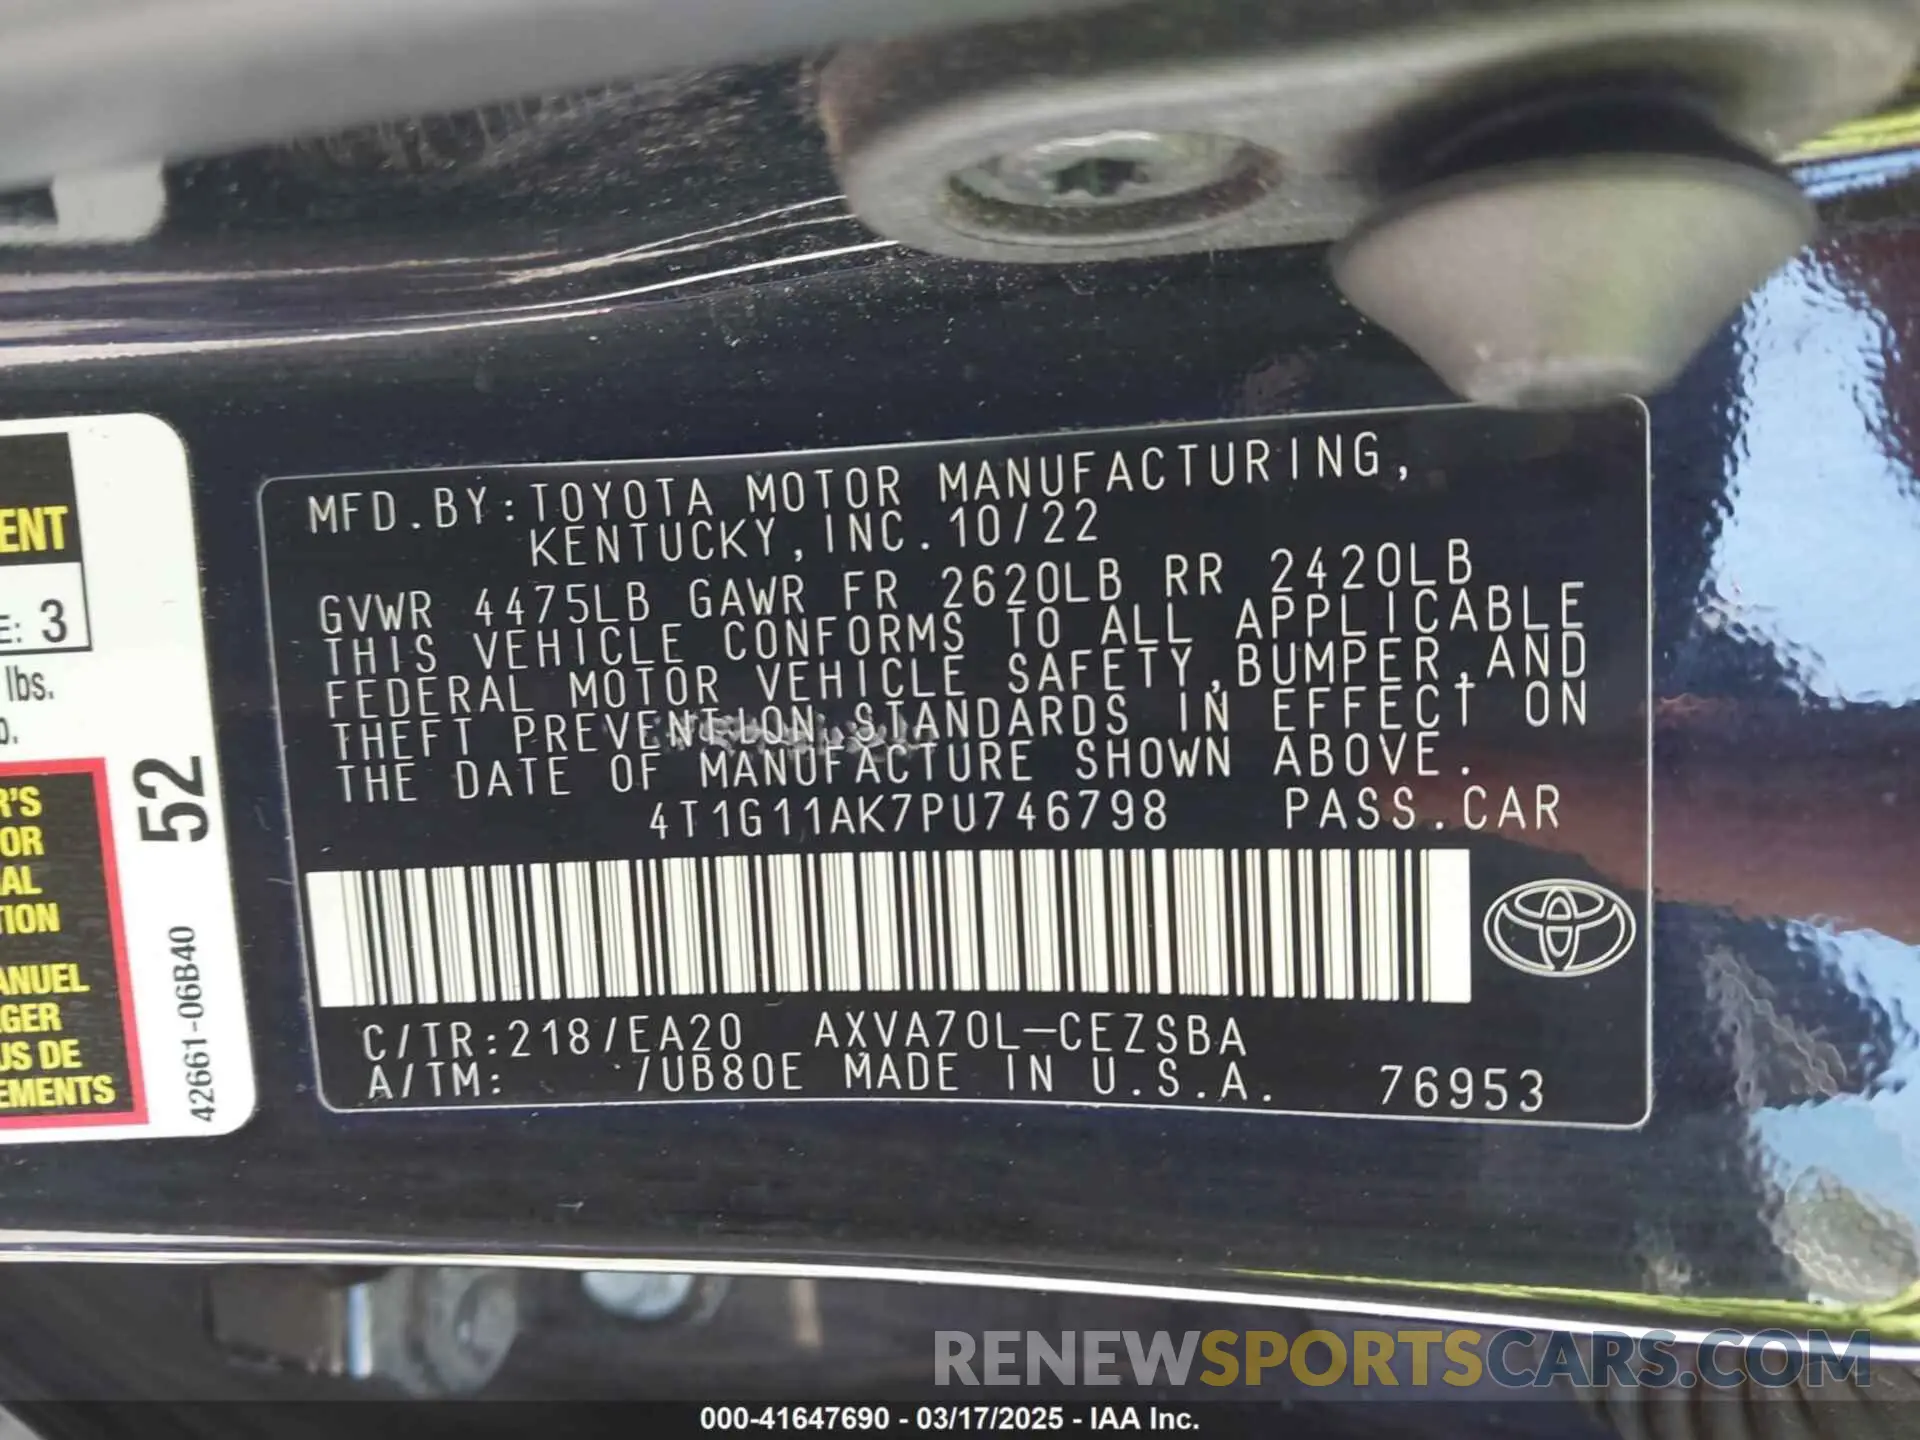 ENT
E: 3
lbs.
R'S
OR
AL
TION
ANUEL
GER
US DE
EMENTS
52
42661-06B40
MFD.BY:TOYOTA MOTOR MANUFACTURING,
KENTUCKY,INC.10/22
GVWR 4475LB GAWR FR 2620LB RR 2420LB
THIS VEHICLE CONFORMS TO ALL APPLICABLE
FEDERAL MOTOR VEHICLE SAFETY,BUMPER,AND
THEFT PREVENTION STANDARDS IN EFFECT ON
THE DATE OF MANUFACTURE SHOWN ABOVE.
4T1G11AK7PU746798 PASS.CAR
C/TR:218/EA20 AXVA70L-CEZSBA
A/TM: /UB80E MADE IN U.S.A. 76953
RENEWSPORTSCARS.COM
000-41647690 - 03/17/2025 - IAA Inc.